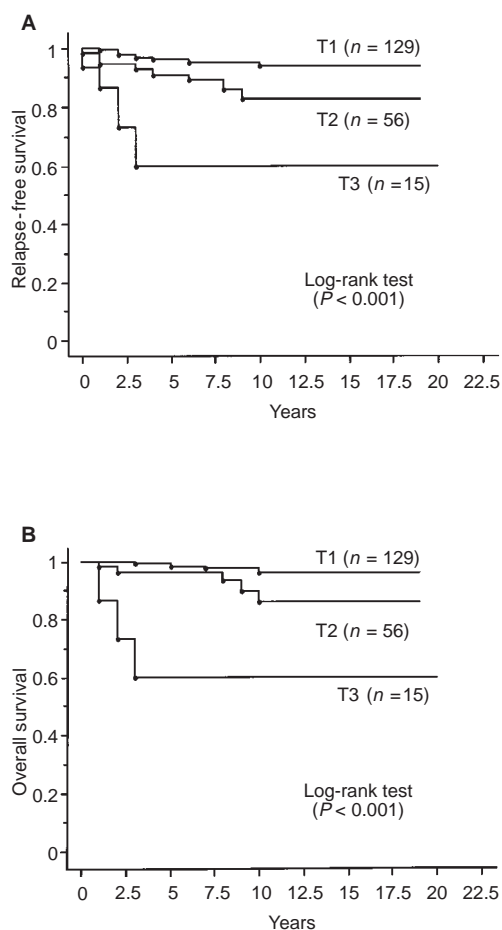 A
1
0.8
0.6
0.4
0.2
0
Relapse-free survival
T1 (n = 129)
T2 (n = 56)
T3 (n =15)
Log-rank test
(P < 0.001)
0 2.5 5 7.5 10 12.5 15 17.5 20 22.5
Years
B
1
0.8
0.6
0.4
0.2
0
Overall survival
T1 (n = 129)
T2 (n = 56)
T3 (n =15)
Log-rank test
(P < 0.001)
0 2.5 5 7.5 10 12.5 15 17.5 20 22.5
Years